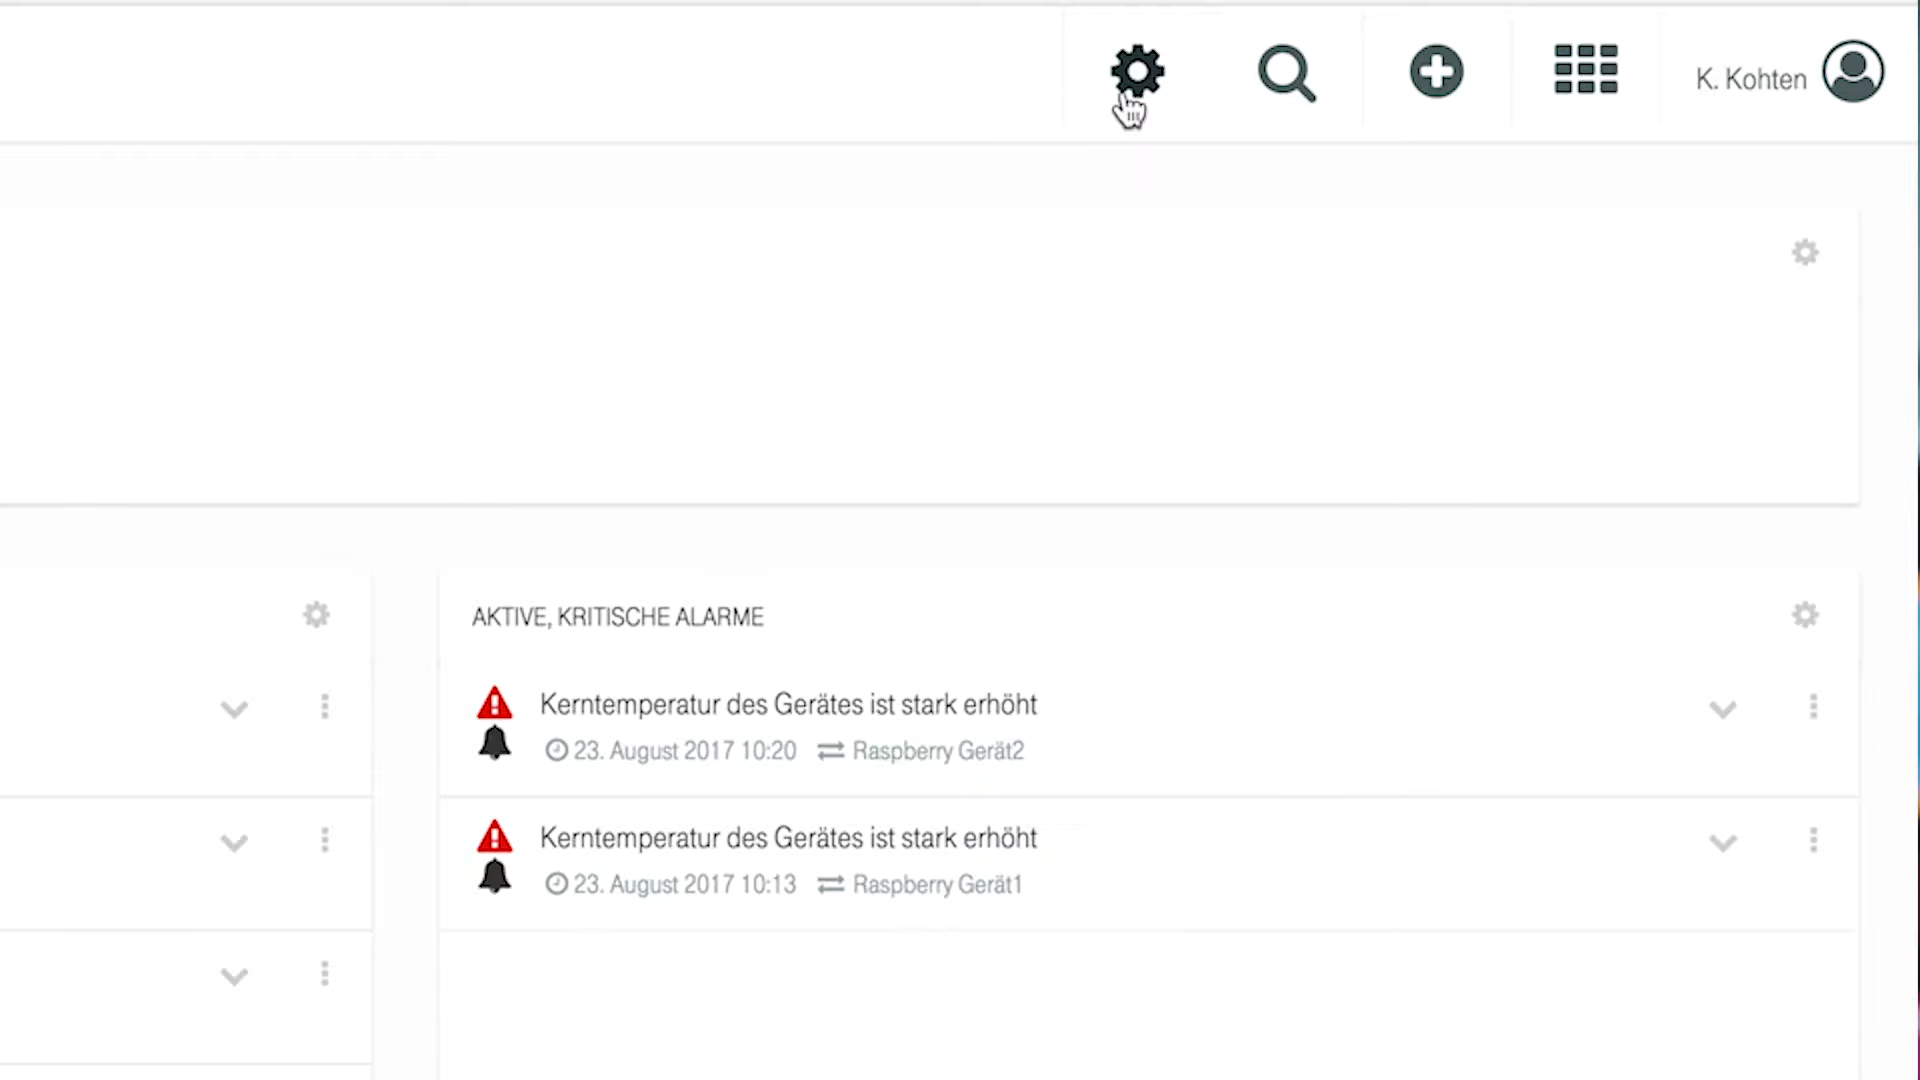 K. Kohten
AKTIVE, KRITISCHE ALARME
Kerntemperatur des Gerätes ist stark erhöht
23. August 2017 10:20 Raspberry Gerät2
Kerntemperatur des Gerätes ist stark erhöht
23. August 2017 10:13 Raspberry Gerät1